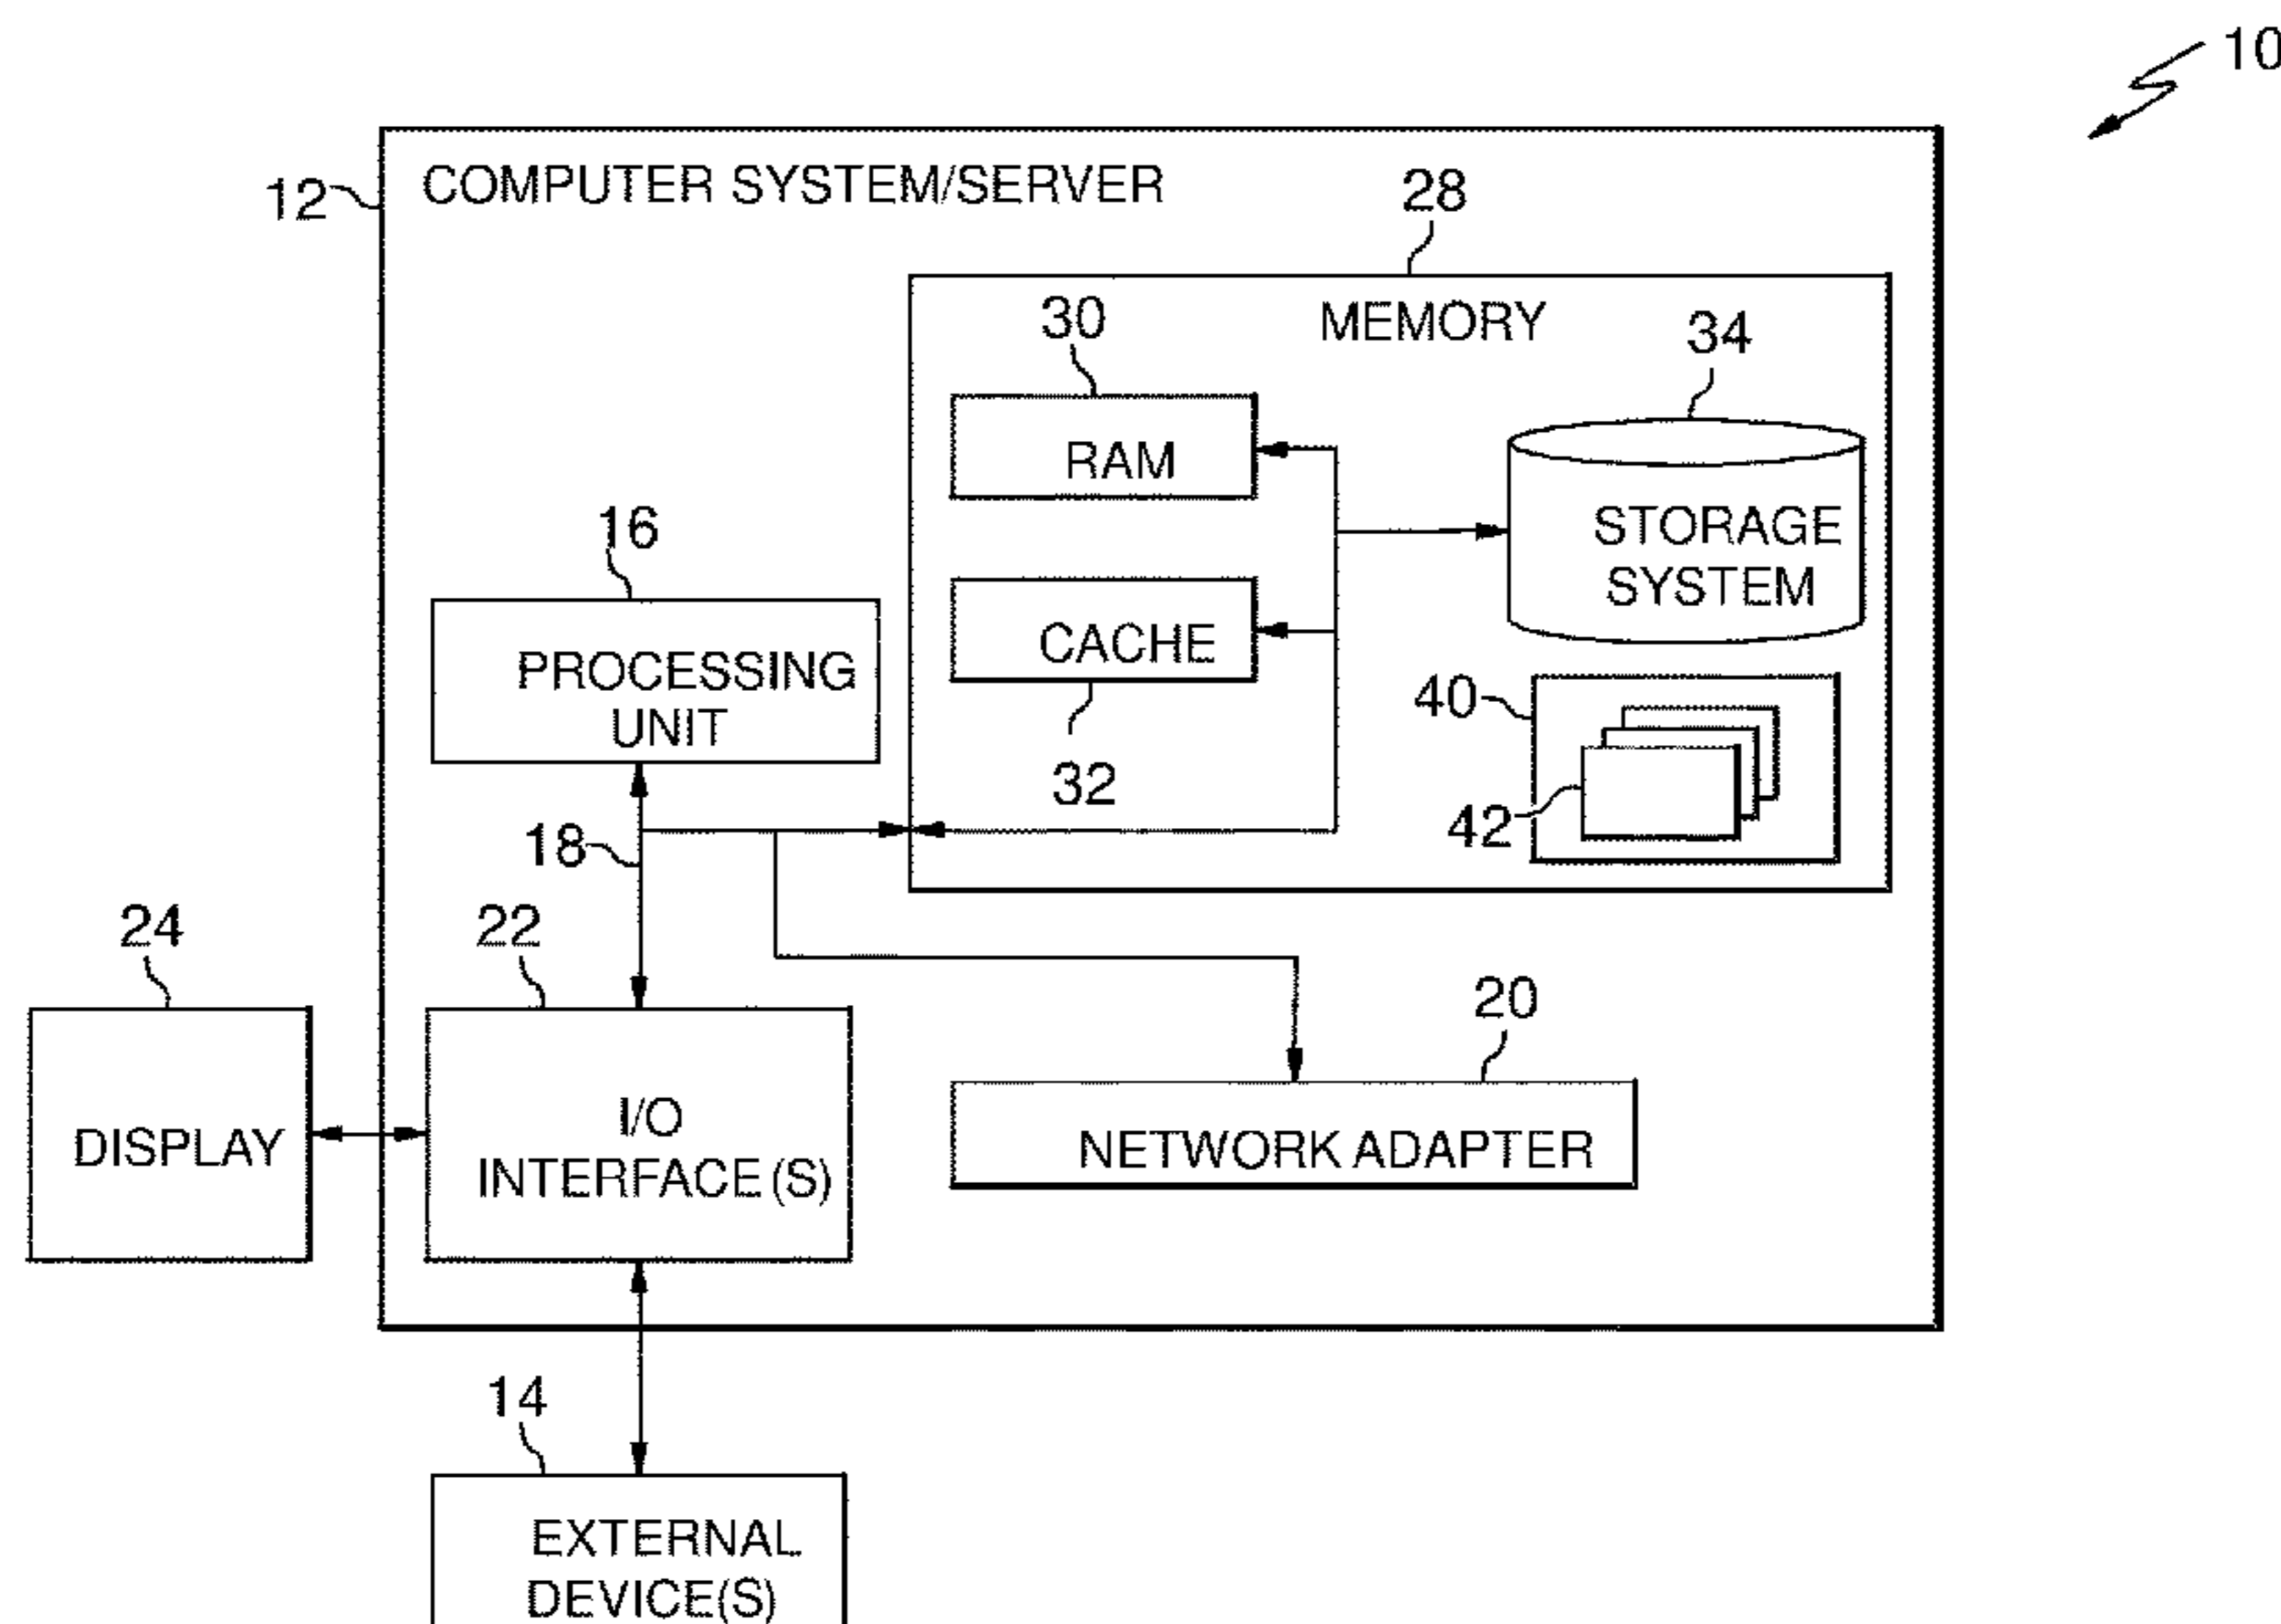 10
12
COMPUTER SYSTEM/SERVER
28
MEMORY
30
34
RAM
STORAGE
SYSTEM
16
PROCESSING
UNIT
CACHE
32
40
42
18
24
22
20
DISPLAY
I/O
INTERFACE(S)
NETWORK ADAPTER
14
EXTERNAL
DEVICE(S)